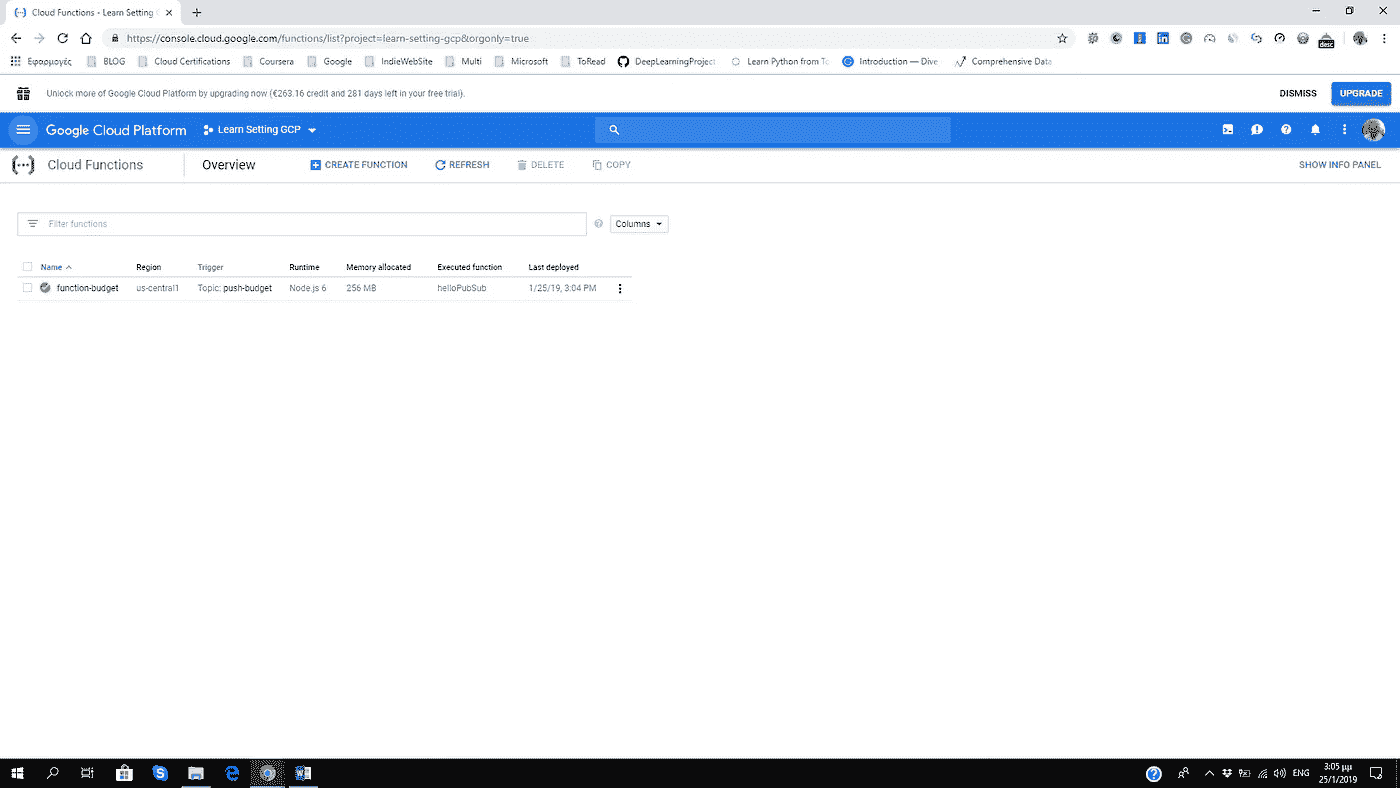 Cloud Functions - Learn Setting G
https://console.cloud.google.com/functions/list?project=learn-setting-gcp&orgonly=true
desc
Εφαρμογές BLOG Cloud Certifications Coursera Google IndieWebSite Multi Microsoft ToRead DeepLearningProject Learn Python from To Introduction — Dive Comprehensive Data
Unlock more of Google Cloud Platform by upgrading now (€263.16 credit and 281 days left in your free trial). DISMISS UPGRADE
Google Cloud Platform Learn Setting GCP
Cloud Functions Overview CREATE FUNCTION REFRESH DELETE COPY SHOW INFO PANEL
Filter functions Columns
Name Region Trigger Runtime Memory allocated Executed function Last deployed
function-budget us-central1 Topic: push-budget Node.js 6 256 MB helloPubSub 1/25/19, 3:04 PM
ENG 3:05 μμ
25/1/2019